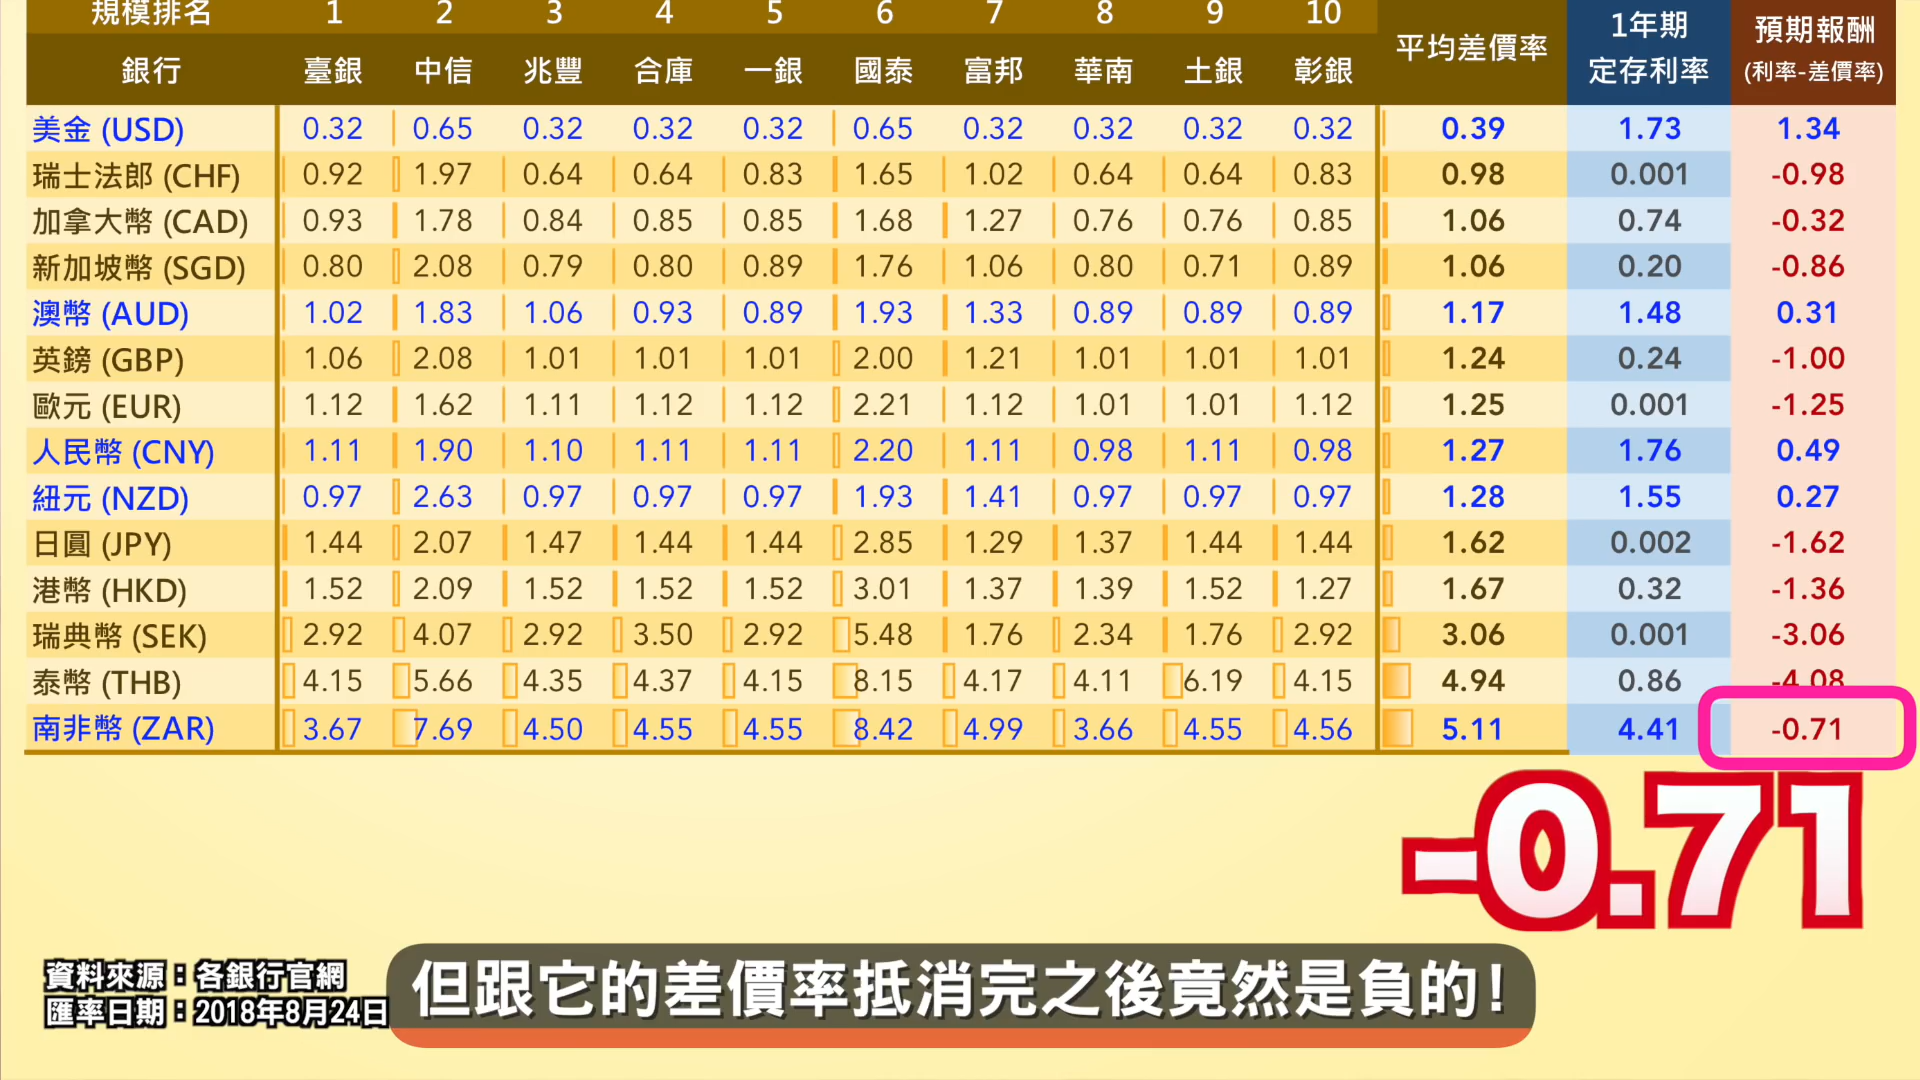 規模排名 1 2 3 4 5 6 7 8 9 10 平均差價率 1年期定存利率 預期報酬(利率-差價率)
銀行 臺銀 中信 兆豐 合庫 一銀 國泰 富邦 華南 土銀 彰銀
美金 (USD) 0.32 0.65 0.32 0.32 0.32 0.65 0.32 0.32 0.32 0.32 0.39 1.73 1.34
瑞士法郎 (CHF) 0.92 1.97 0.64 0.64 0.83 1.65 1.02 0.64 0.64 0.83 0.98 0.001 -0.98
加拿大幣 (CAD) 0.93 1.78 0.84 0.85 0.85 1.68 1.27 0.76 0.76 0.85 1.06 0.74 -0.32
新加坡幣 (SGD) 0.80 2.08 0.79 0.80 0.89 1.76 1.06 0.80 0.71 0.89 1.06 0.20 -0.86
澳幣 (AUD) 1.02 1.83 1.06 0.93 0.89 1.93 1.33 0.89 0.89 0.89 1.17 1.48 0.31
英鎊 (GBP) 1.06 2.08 1.01 1.01 1.01 2.00 1.21 1.01 1.01 1.01 1.24 0.24 -1.00
歐元 (EUR) 1.12 1.62 1.11 1.12 1.12 2.21 1.12 1.01 1.01 1.12 1.25 0.001 -1.25
人民幣 (CNY) 1.11 1.90 1.10 1.11 1.11 2.20 1.11 0.98 1.11 0.98 1.27 1.76 0.49
紐元 (NZD) 0.97 2.63 0.97 0.97 0.97 1.93 1.41 0.97 0.97 0.97 1.28 1.55 0.27
日圓 (JPY) 1.44 2.07 1.47 1.44 1.44 2.85 1.29 1.37 1.44 1.44 1.62 0.002 -1.62
港幣 (HKD) 1.52 2.09 1.52 1.52 1.52 3.01 1.37 1.39 1.52 1.27 1.67 0.32 -1.36
瑞典幣 (SEK) 2.92 4.07 2.92 3.50 2.92 5.48 1.76 2.34 1.76 2.92 3.06 0.001 -3.06
泰幣 (THB) 4.15 5.66 4.35 4.37 4.15 8.15 4.17 4.11 6.19 4.15 4.94 0.86 -4.08
南非幣 (ZAR) 3.67 7.69 4.50 4.55 4.55 8.42 4.99 3.66 4.55 4.56 5.11 4.41 -0.71
-0.71
資料來源：各銀行官網
匯率日期：2018年8月24日
但跟它的差價率抵消完之後竟然是負的！